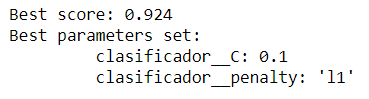 Best score: 0.924
Best parameters set:
        clasificador__C: 0.1
        clasificador__penalty: 'l1'